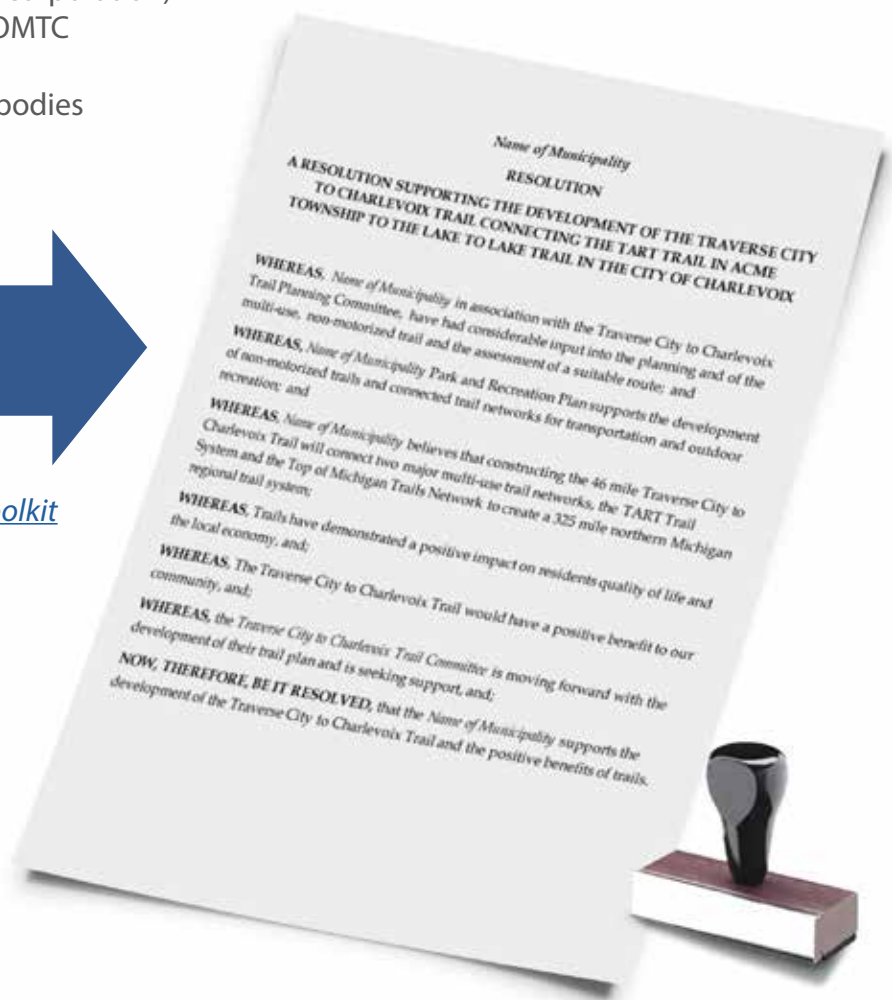 OMTC
bodies
olkit
Name of Municipality
RESOLUTION
A RESOLUTION SUPPORTING THE DEVELOPMENT OF THE TRAVERSE CITY
TO CHARLEVOIX TRAIL CONNECTING THE TART TRAIL IN ACME
TOWNSHIP TO THE LAKE TO LAKE TRAIL IN THE CITY OF CHARLEVOIX
WHEREAS, Name of Municipality in association with the Traverse City to Charlevoix
Trail Planning Committee, have had considerable input into the planning and of the
multi-use, non-motorized trail and the assessment of a suitable route; and
WHEREAS, Name of Municipality Park and Recreation Plan supports the development
of non-motorized trails and connected trail networks for transportation and outdoor
recreation; and
WHEREAS, Name of Municipality believes that constructing the 46 mile Traverse City to
Charlevoix Trail will connect two major multi-use trail networks, the TART Trail
System and the Top of Michigan Trails Network to create a 325 mile northern Michigan
regional trail system;
WHEREAS, Trails have demonstrated a positive impact on residents quality of life and
the local economy, and;
WHEREAS, The Traverse City to Charlevoix Trail would have a positive benefit to our
community, and;
WHEREAS, the Traverse City to Charlevoix Trail Committee is moving forward with the
development of their trail plan and is seeking support, and;
NOW, THEREFORE, BE IT RESOLVED, that the Name of Municipality supports the
development of the Traverse City to Charlevoix Trail and the positive benefits of trails.